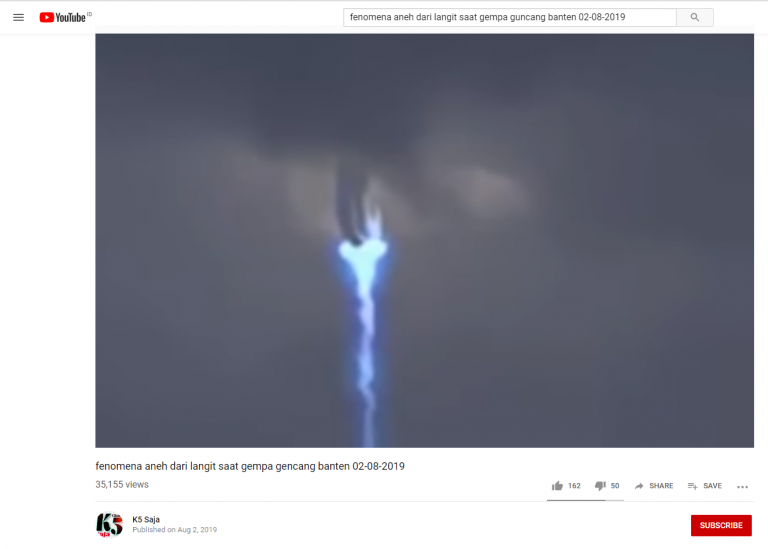 YouTube ID
fenomena aneh dari langit saat gempa guncang banten 02-08-2019
fenomena aneh dari langit saat gempa gencang banten 02-08-2019
35,155 views
162
50
SHARE
SAVE
K5
saja
K5 Saja
Published on Aug 2, 2019
SUBSCRIBE